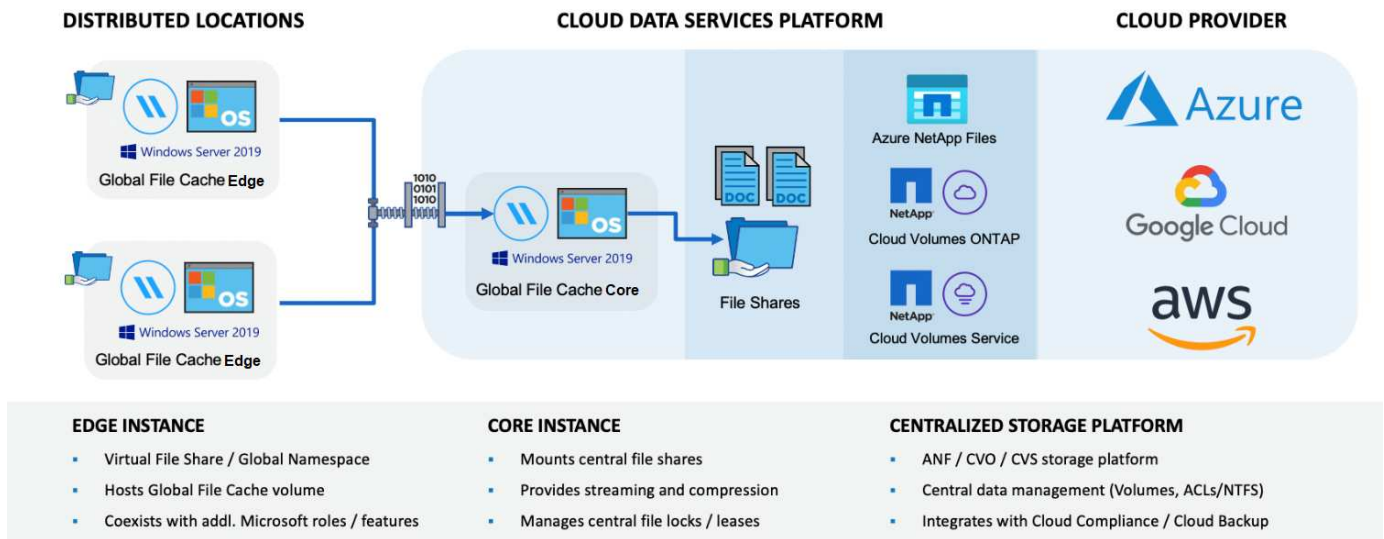 DISTRIBUTED LOCATIONS
CLOUD DATA SERVICES PLATFORM
CLOUD PROVIDER
OS
Windows Server 2019
Global File Cache Edge
OS
Windows Server 2019
Global File Cache Edge
1010
0101
1010
OS
Windows Server 2019
Global File Cache Core
DOC
DOC
File Shares
Azure NetApp Files
NetApp
Cloud Volumes ONTAP
NetApp
Cloud Volumes Service
Azure
Google Cloud
aws
EDGE INSTANCE
▪ Virtual File Share / Global Namespace
▪ Hosts Global File Cache volume
▪ Coexists with addl. Microsoft roles / features
CORE INSTANCE
▪ Mounts central file shares
▪ Provides streaming and compression
▪ Manages central file locks / leases
CENTRALIZED STORAGE PLATFORM
▪ ANF / CVO / CVS storage platform
▪ Central data management (Volumes, ACLs/NTFS)
▪ Integrates with Cloud Compliance / Cloud Backup